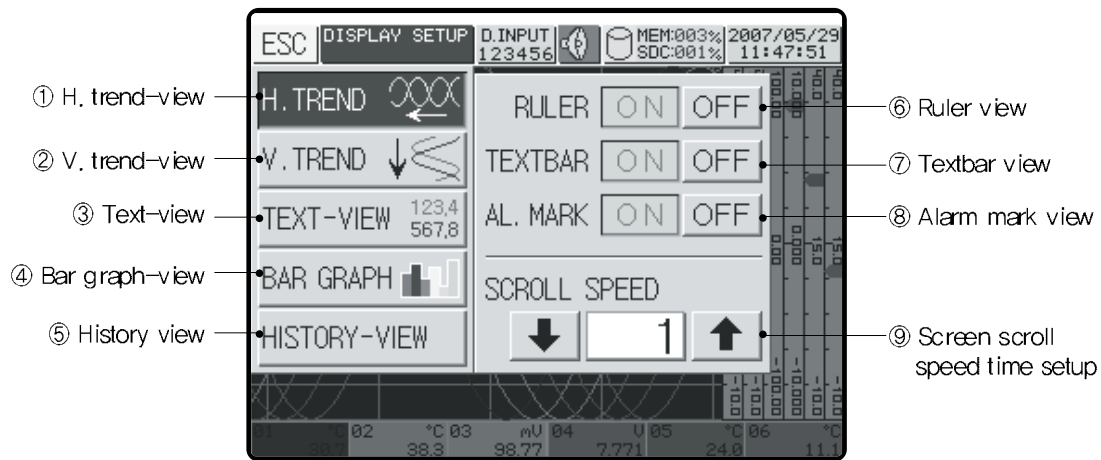 ESC DISPLAY SETUP D.INPUT 123456 MEM:003% SDC:001% 2007/05/29 11:47:51
① H. trend-view
② V. trend-view
③ Text-view
④ Bar graph-view
⑤ History view
H.TREND
V.TREND
TEXT-VIEW 123,4 567,8
BAR GRAPH
HISTORY-VIEW
RULER ON OFF
TEXTBAR ON OFF
AL. MARK ON OFF
SCROLL SPEED
1
⑥ Ruler view
⑦ Textbar view
⑧ Alarm mark view
⑨ Screen scroll
speed time setup
01 °C 02 °C 03 mV 04 V 05 °C 06 °C
30.7 38.3 98.77 7.771 24.0 11.1